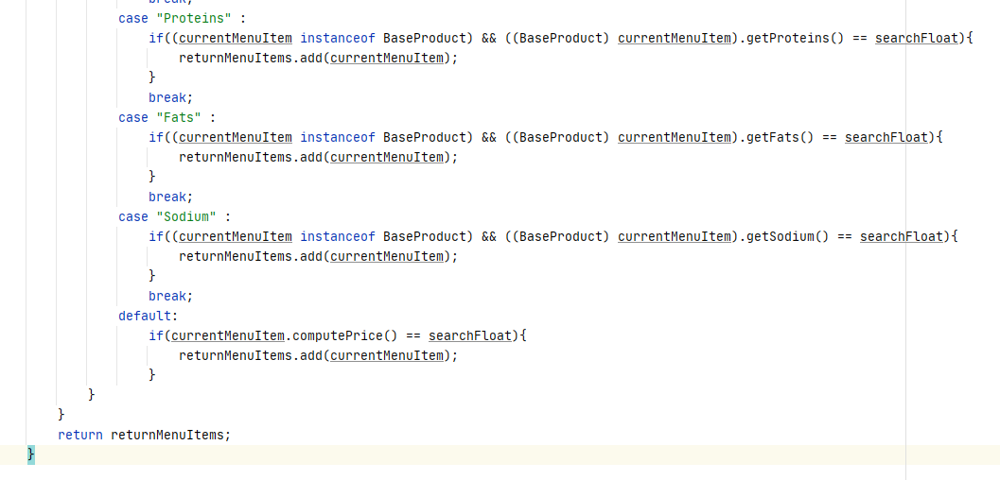 break;
case "Proteins" :
if((currentMenuItem instanceof BaseProduct) && ((BaseProduct) currentMenuItem).getProteins() == searchFloat){
returnMenuItems.add(currentMenuItem);
}
break;
case "Fats" :
if((currentMenuItem instanceof BaseProduct) && ((BaseProduct) currentMenuItem).getFats() == searchFloat){
returnMenuItems.add(currentMenuItem);
}
break;
case "Sodium" :
if((currentMenuItem instanceof BaseProduct) && ((BaseProduct) currentMenuItem).getSodium() == searchFloat){
returnMenuItems.add(currentMenuItem);
}
break;
default:
if(currentMenuItem.computePrice() == searchFloat){
returnMenuItems.add(currentMenuItem);
}
}
}
return returnMenuItems;
}